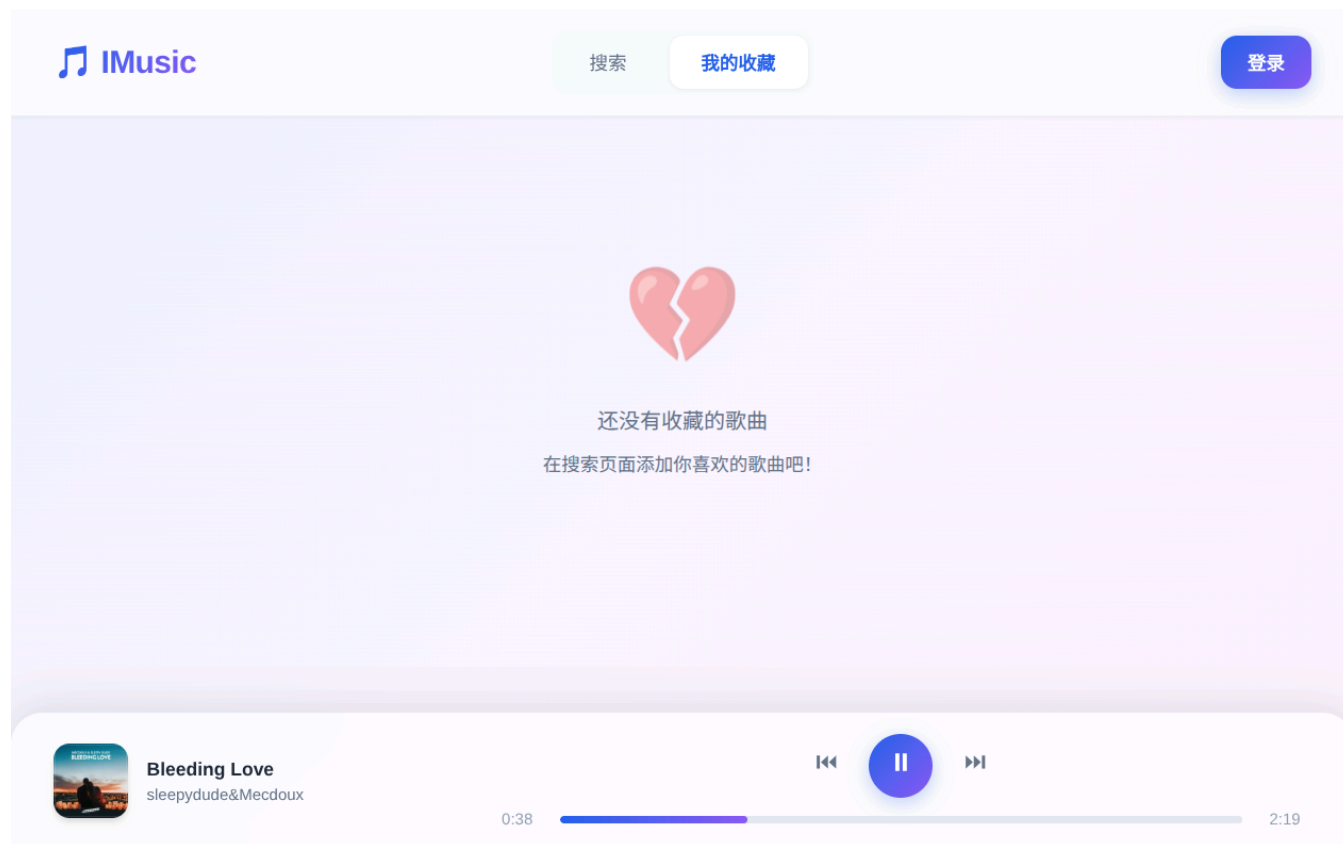 IMusic
搜索
我的收藏
登录
还没有收藏的歌曲
在搜索页面添加你喜欢的歌曲吧！
BLEEDING LOVE
Bleeding Love
sleepydude&Mecdoux
0:38
2:19